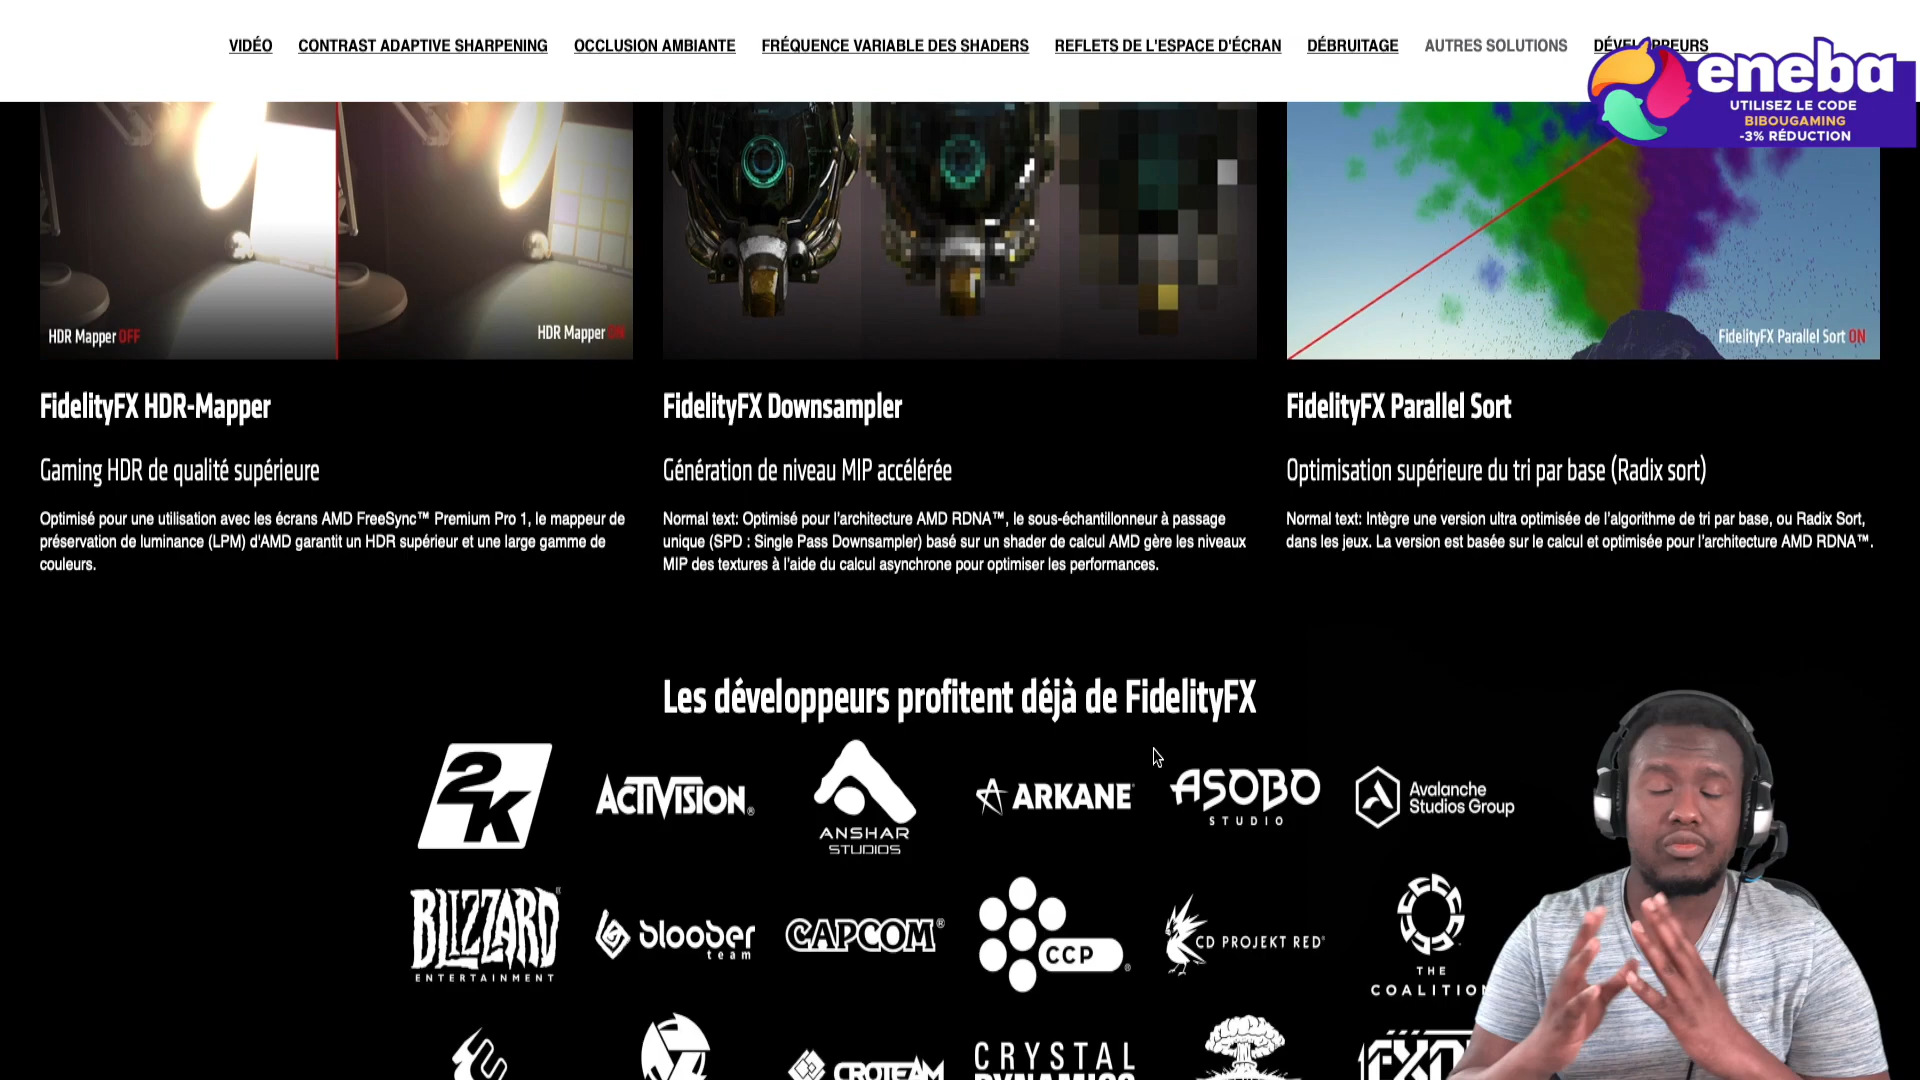 VIDÉO CONTRAST ADAPTIVE SHARPENING OCCLUSION AMBIANTE FRÉQUENCE VARIABLE DES SHADERS REFLETS DE L'ESPACE D'ÉCRAN DÉBRUITAGE AUTRES SOLUTIONS DÉVELOPPEURS
eneba
UTILISEZ LE CODE
BIBOUGAMING
-3% RÉDUCTION
HDR Mapper OFF
HDR Mapper ON
FidelityFX Parallel Sort ON
FidelityFX HDR-Mapper
Gaming HDR de qualité supérieure
Optimisé pour une utilisation avec les écrans AMD FreeSync™ Premium Pro 1, le mappeur de
préservation de luminance (LPM) d'AMD garantit un HDR supérieur et une large gamme de
couleurs.
FidelityFX Downsampler
Génération de niveau MIP accélérée
Normal text: Optimisé pour l'architecture AMD RDNA™, le sous-échantillonneur à passage
unique (SPD : Single Pass Downsampler) basé sur un shader de calcul AMD gère les niveaux
MIP des textures à l'aide du calcul asynchrone pour optimiser les performances.
FidelityFX Parallel Sort
Optimisation supérieure du tri par base (Radix sort)
Normal text: Intègre une version ultra optimisée de l'algorithme de tri par base, ou Radix Sort,
dans les jeux. La version est basée sur le calcul et optimisée pour l'architecture AMD RDNA™.
Les développeurs profitent déjà de FidelityFX
2K
ACTIVISION®
ANSHAR
STUDIOS
ARKANE
ASOBO
STUDIO
Avalanche
Studios Group
BLIZZARD
ENTERTAINMENT
bloober
team
CAPCOM®
CCP®
CD PROJEKT RED®
THE
COALITION
CROTEAM
CRYSTAL
DYNAMICS